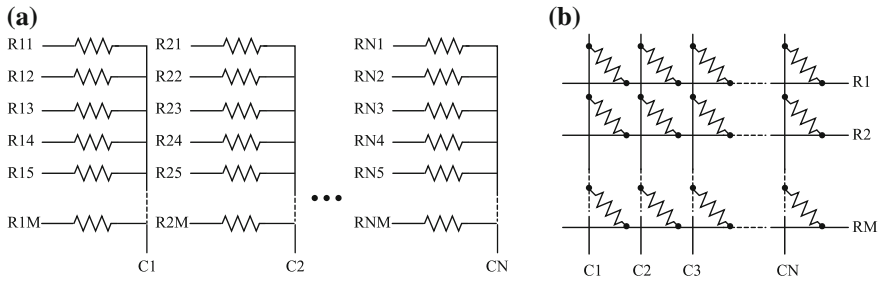 (a)
R11 R21 RN1
R12 R22 RN2
R13 R23 RN3
R14 R24 RN4
R15 R25 RN5
R1M R2M RNM
C1 C2 CN
(b)
R1
R2
RM
C1 C2 C3 CN